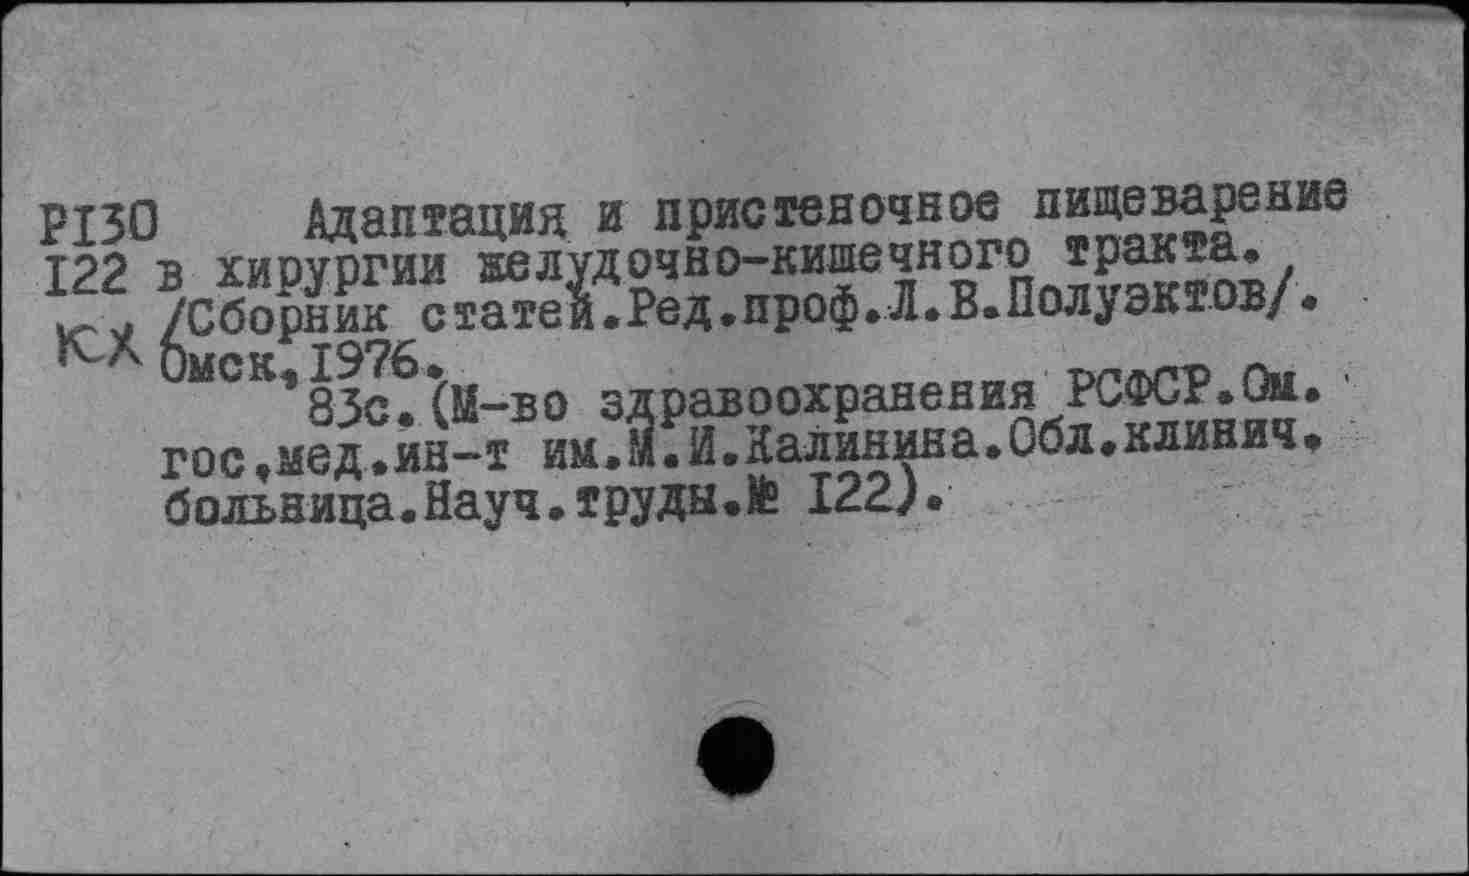 Р130 Адаптация и пристеночное пищеварение
122 в хирургии желудочно-кишечного тракта.
/Сборник статей.Ред.проф.Л.В.Полуэктов/.
КХ Омск,1976.
83с.(М-во здравоохранения РСФСР.Ом.
гос,мед.ин-т им.М.И.Калинина.Обл.клинич.
больница.Науч.труды.№ 122).